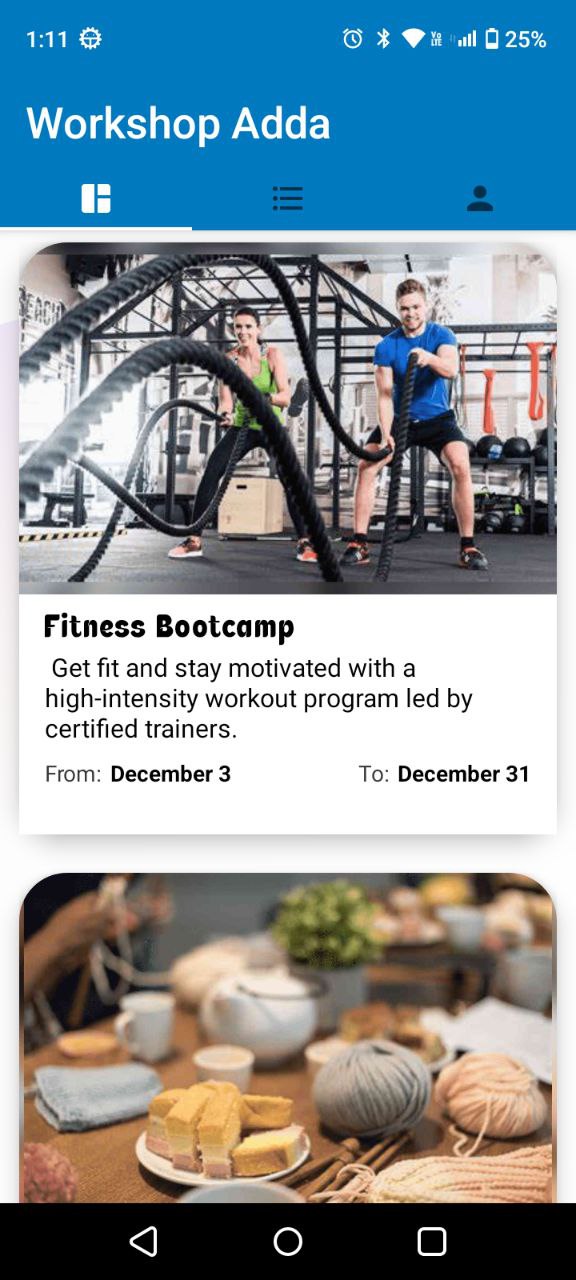 1:11 25%
Workshop Adda
Fitness Bootcamp
Get fit and stay motivated with a
high-intensity workout program led by
certified trainers.
From: December 3 To: December 31